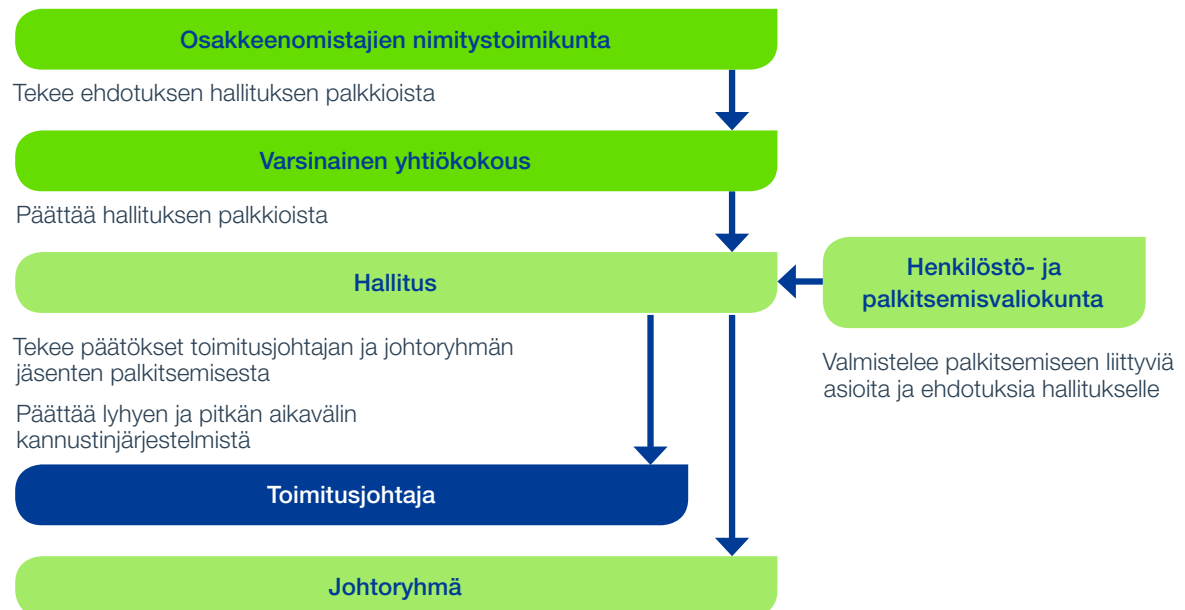 Osakkeenomistajien nimitystoimikunta
Tekee ehdotuksen hallituksen palkkioista
Varsinainen yhtiökokous
Päättää hallituksen palkkioista
Hallitus
Henkilöstö- ja
palkitsemisvaliokunta
Tekee päätökset toimitusjohtajan ja johtoryhmän
jäsenten palkitsemisesta
Päättää lyhyen ja pitkän aikavälin
kannustinjärjestelmistä
Valmistelee palkitsemiseen liittyviä
asioita ja ehdotuksia hallitukselle
Toimitusjohtaja
Johtoryhmä